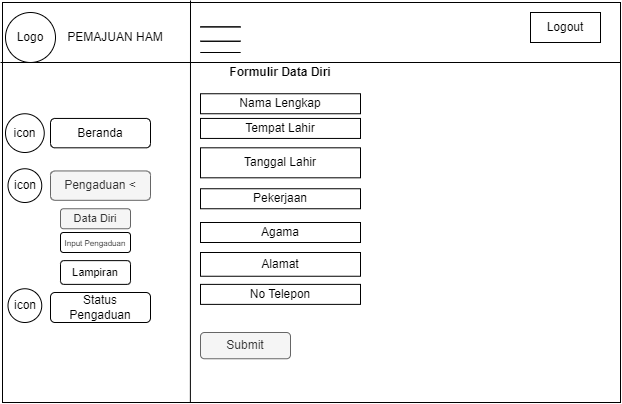 Logo
PEMAJUAN HAM
Logout
icon
Beranda
icon
Pengaduan <
Data Diri
Input Pengaduan
Lampiran
icon
Status
Pengaduan
Formulir Data Diri
Nama Lengkap
Tempat Lahir
Tanggal Lahir
Pekerjaan
Agama
Alamat
No Telepon
Submit